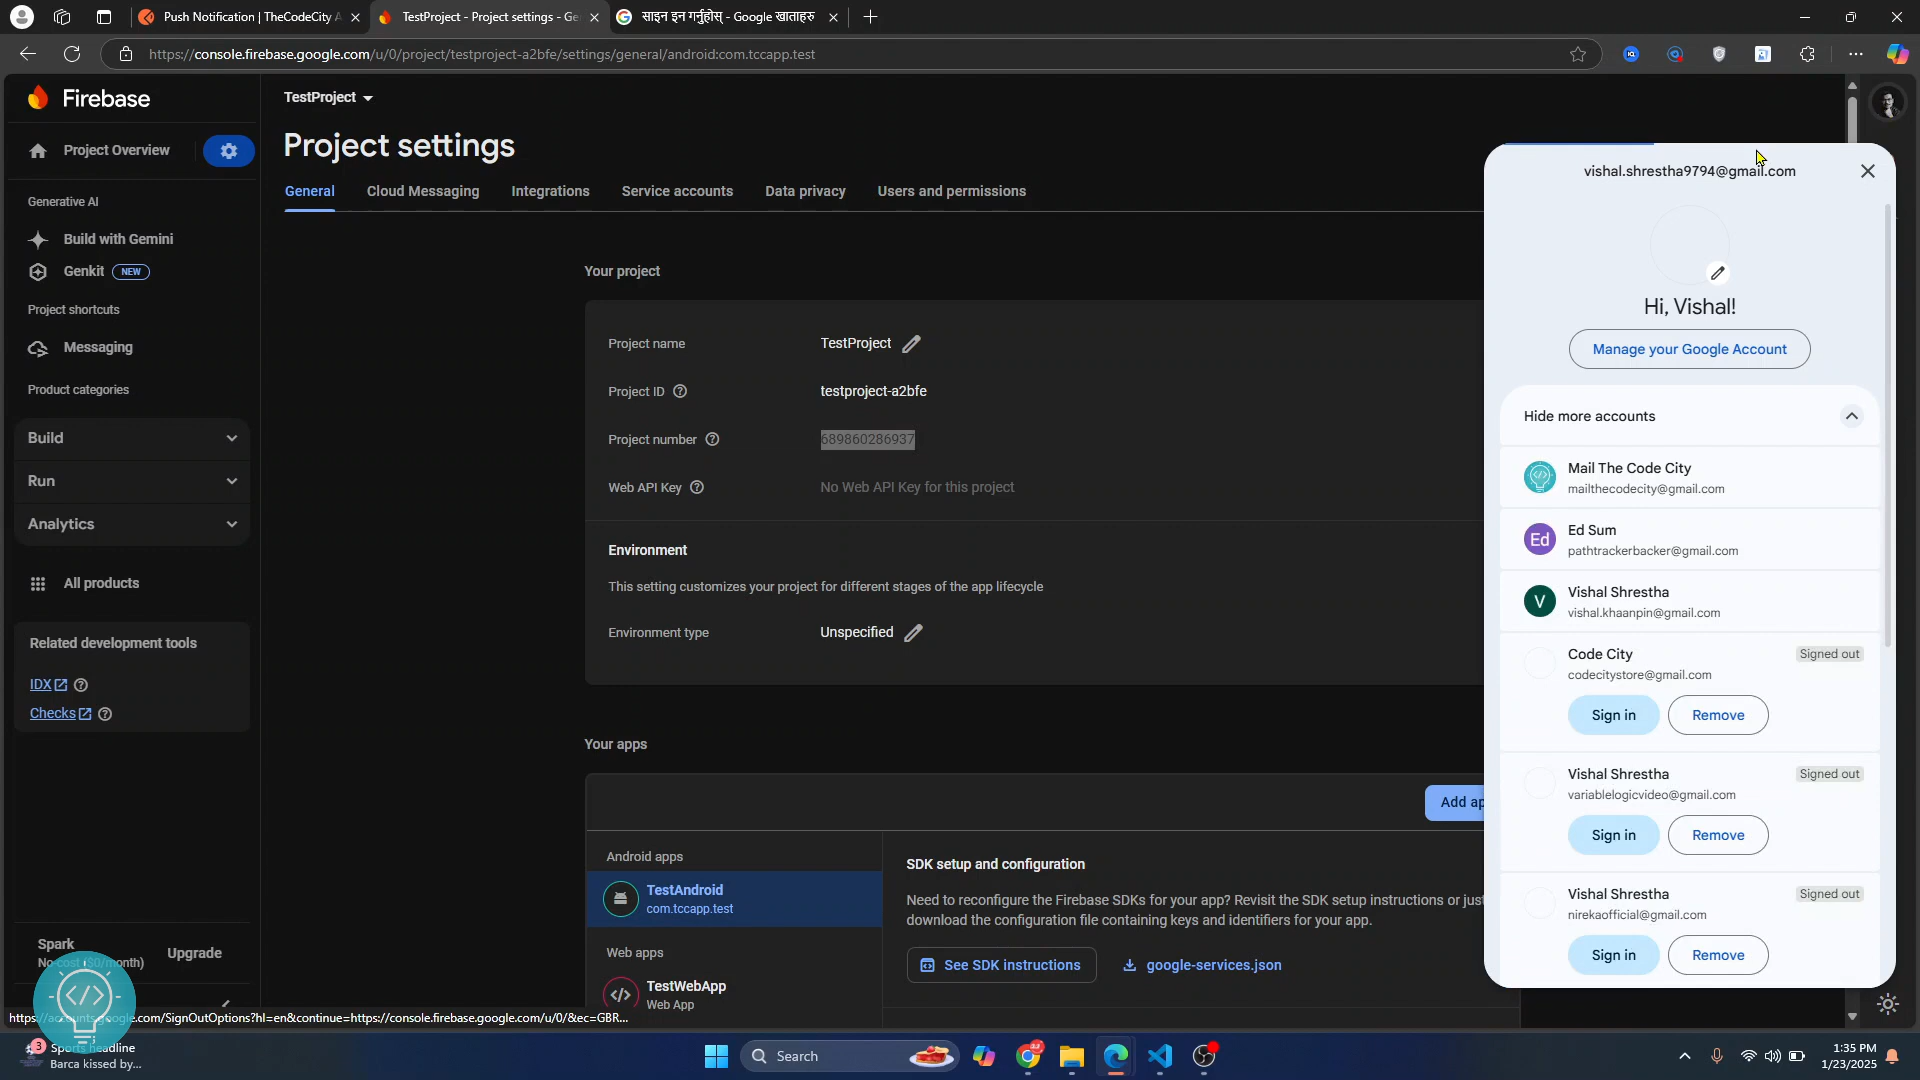 Push Notification | TheCodeCity A
TestProject - Project settings - Ge
साइन इन गर्नुहोस् - Google खाताहरु
https://console.firebase.google.com/u/0/project/testproject-a2bfe/settings/general/android:com.tccapp.test
Firebase
Project Overview
Generative AI
Build with Gemini
Genkit
NEW
Project shortcuts
Messaging
Product categories
Build
Run
Analytics
All products
Related development tools
IDX
Checks
Spark
No-cost ($0/month)
Upgrade
TestProject
Project settings
General
Cloud Messaging
Integrations
Service accounts
Data privacy
Users and permissions
Your project
Project name
TestProject
Project ID
testproject-a2bfe
Project number
689860286937
Web API Key
No Web API Key for this project
Environment
This setting customizes your project for different stages of the app lifecycle
Environment type
Unspecified
Your apps
Add ap
Android apps
TestAndroid
com.tccapp.test
Web apps
TestWebApp
Web App
SDK setup and configuration
Need to reconfigure the Firebase SDKs for your app? Revisit the SDK setup instructions or just
download the configuration file containing keys and identifiers for your app.
See SDK instructions
google-services.json
vishal.shrestha9794@gmail.com
Hi, Vishal!
Manage your Google Account
Hide more accounts
Mail The Code City
mailthecodecity@gmail.com
Ed
Ed Sum
pathtrackerbacker@gmail.com
V
Vishal Shrestha
vishal.khaanpin@gmail.com
Code City
Signed out
codecitystore@gmail.com
Sign in
Remove
Vishal Shrestha
Signed out
variablelogicvideo@gmail.com
Sign in
Remove
Vishal Shrestha
Signed out
nirekaofficial@gmail.com
Sign in
Remove
https://accounts.google.com/SignOutOptions?hl=en&continue=https://console.firebase.google.com/u/0/&ec=GBR...
3
Sports headline
Barca kissed by...
Search
1:35 PM
1/23/2025